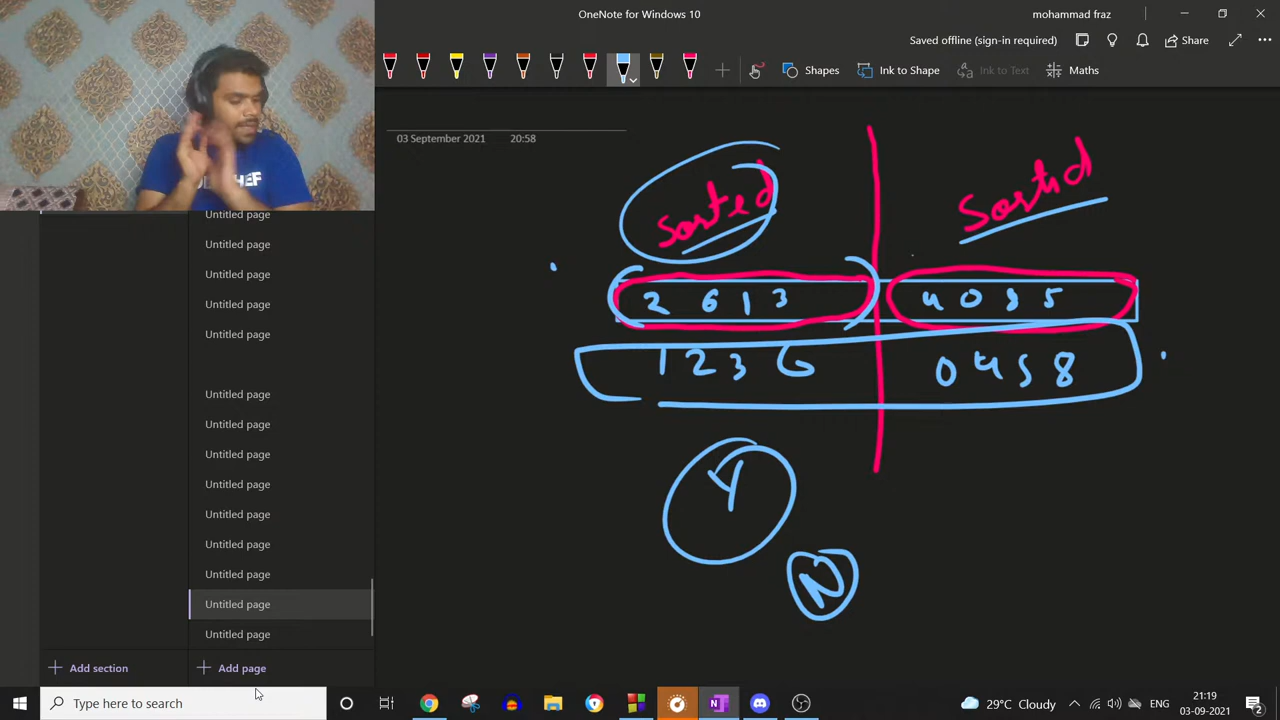 OneNote for Windows 10
mohammad fraz
Saved offline (sign-in required)
Share
Shapes
Ink to Shape
Ink to Text
Maths
03 September 2021 20:58
Sorted
Sorted
2 6 1 3 4 0 8 5
1 2 3 6 0 4 5 8
Y
N
Untitled page
Untitled page
Untitled page
Untitled page
Untitled page
Untitled page
Untitled page
Untitled page
Untitled page
Untitled page
Untitled page
Untitled page
Untitled page
Untitled page
Add section
Add page
Type here to search
29°C Cloudy
ENG
21:19
03-09-2021
2